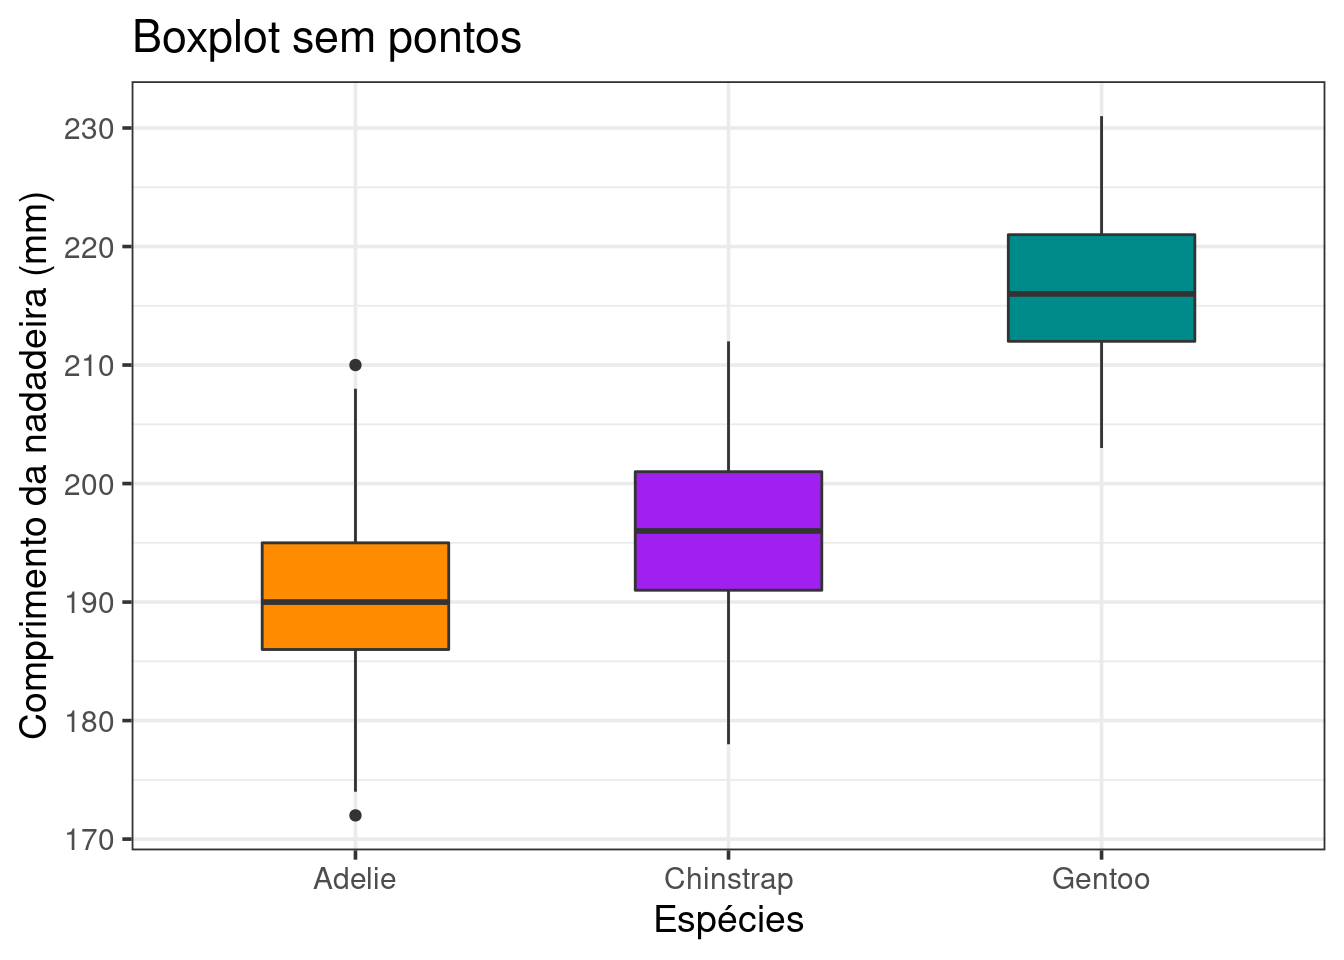 Boxplot sem pontos
Comprimento da nadadeira (mm)
230
220
210
200
190
180
170
Adelie
Chinstrap
Gentoo
Espécies